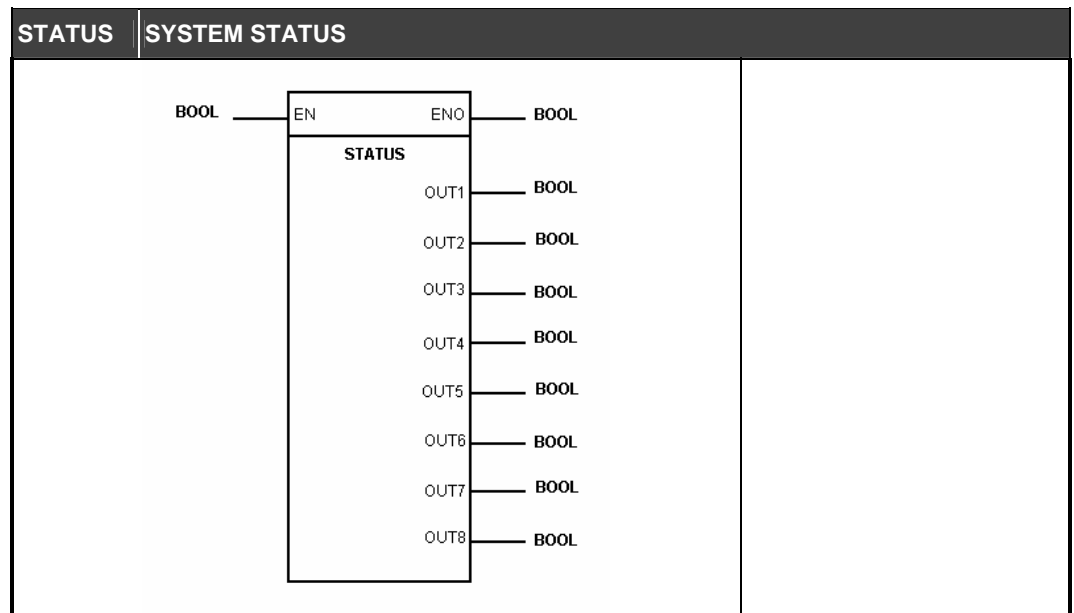 STATUS SYSTEM STATUS
BOOL EN ENO BOOL
STATUS
OUT1 BOOL
OUT2 BOOL
OUT3 BOOL
OUT4 BOOL
OUT5 BOOL
OUT6 BOOL
OUT7 BOOL
OUT8 BOOL